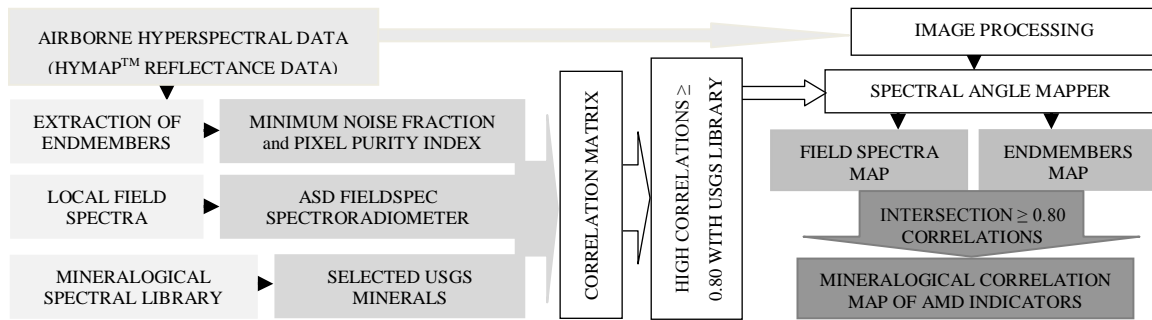 AIRBORNE HYPERSPECTRAL DATA
(HYMAP™ REFLECTANCE DATA)
EXTRACTION OF
ENDMEMBERS
MINIMUM NOISE FRACTION
and PIXEL PURITY INDEX
LOCAL FIELD
SPECTRA
ASD FIELDSPEC
SPECTRORADIOMETER
MINERALOGICAL
SPECTRAL LIBRARY
SELECTED USGS
MINERALS
CORRELATION MATRIX
HIGH CORRELATIONS ≥
0.80 WITH USGS LIBRARY
IMAGE PROCESSING
SPECTRAL ANGLE MAPPER
FIELD SPECTRA
MAP
ENDMEMBERS
MAP
INTERSECTION ≥ 0.80
CORRELATIONS
MINERALOGICAL CORRELATION
MAP OF AMD INDICATORS